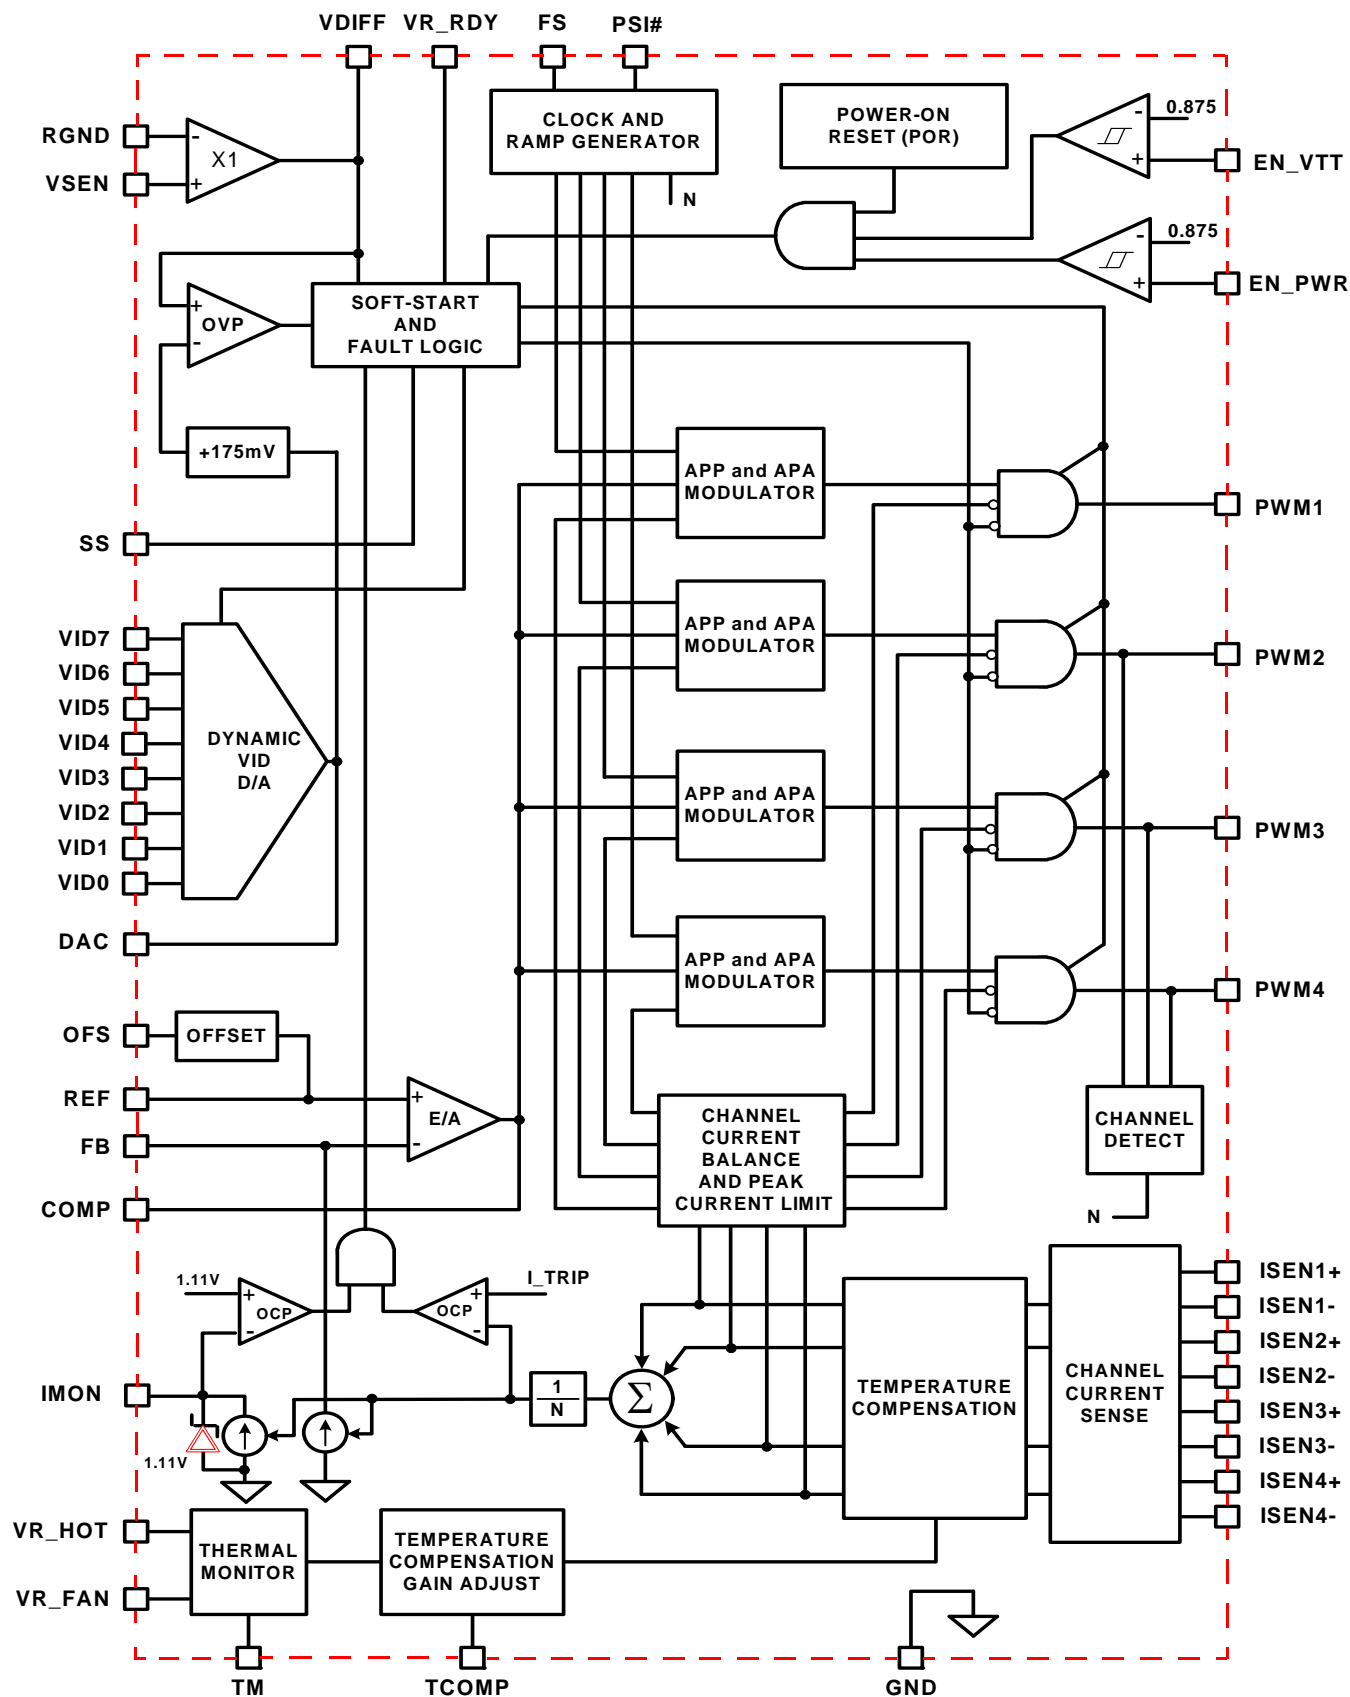 VDIFF VR_RDY FS PSI#
RGND
VSEN
-
+
X1
CLOCK AND
RAMP GENERATOR
N
POWER-ON
RESET (POR)
-
+
0.875
EN_VTT
-
+
0.875
EN_PWR
+
-
OVP
SOFT-START
AND
FAULT LOGIC
+175mV
SS
VID7
VID6
VID5
VID4
VID3
VID2
VID1
VID0
DYNAMIC
VID
D/A
DAC
APP and APA
MODULATOR
APP and APA
MODULATOR
APP and APA
MODULATOR
APP and APA
MODULATOR
PWM1
PWM2
PWM3
PWM4
OFS
OFFSET
REF
FB
COMP
+
-
E/A
CHANNEL
CURRENT
BALANCE
AND PEAK
CURRENT LIMIT
CHANNEL
DETECT
N
1.11V
+
-
OCP
I_TRIP
+
-
OCP
IMON
1.11V
1
N
Σ
TEMPERATURE
COMPENSATION
CHANNEL
CURRENT
SENSE
ISEN1+
ISEN1-
ISEN2+
ISEN2-
ISEN3+
ISEN3-
ISEN4+
ISEN4-
VR_HOT
VR_FAN
THERMAL
MONITOR
TEMPERATURE
COMPENSATION
GAIN ADJUST
TM TCOMP GND